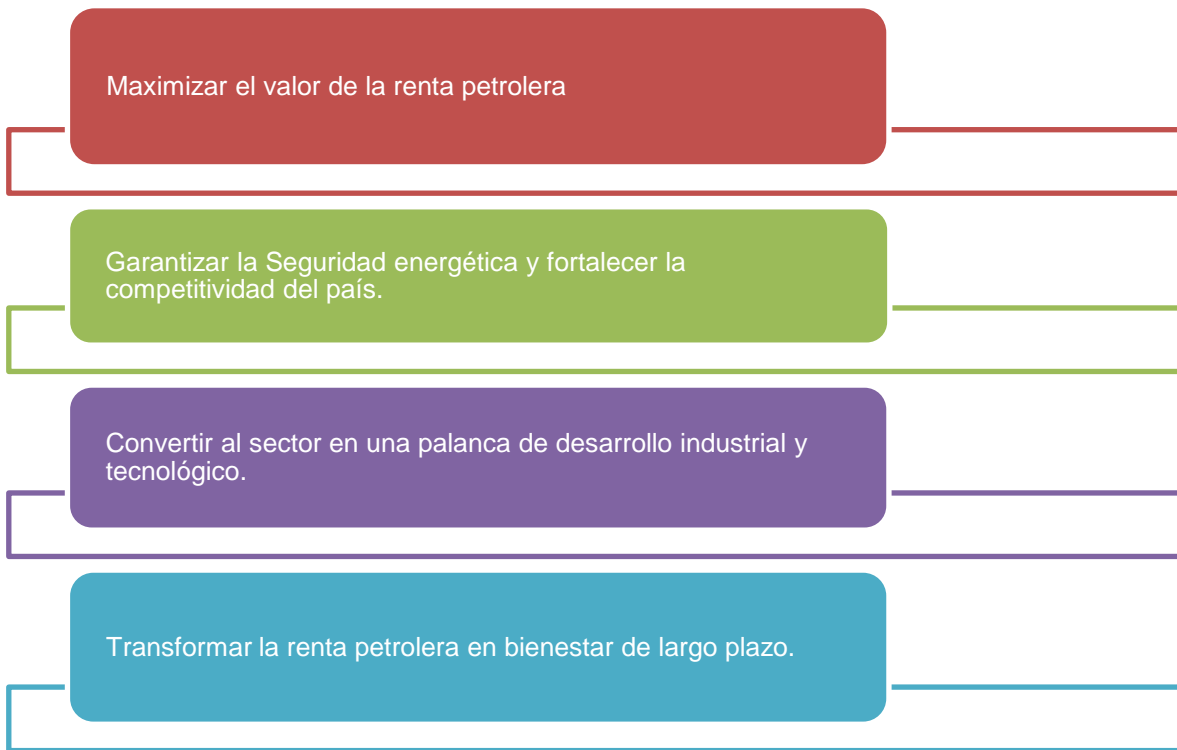 Maximizar el valor de la renta petrolera
Garantizar la Seguridad energética y fortalecer la
competitividad del país.
Convertir al sector en una palanca de desarrollo industrial y
tecnológico.
Transformar la renta petrolera en bienestar de largo plazo.